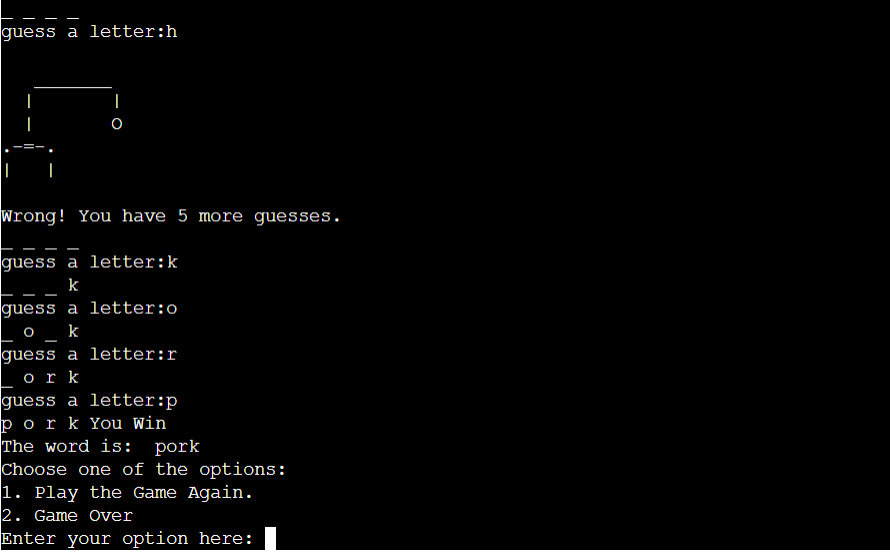 _ _ _ _
guess a letter:h
   _______
  |       |
  |       O
.-=-.
|   |
Wrong! You have 5 more guesses.
_ _ _ _
guess a letter:k
_ _ _ k
guess a letter:o
_ o _ k
guess a letter:r
_ o r k
guess a letter:p
p o r k You Win
The word is:  pork
Choose one of the options:
1. Play the Game Again.
2. Game Over
Enter your option here: